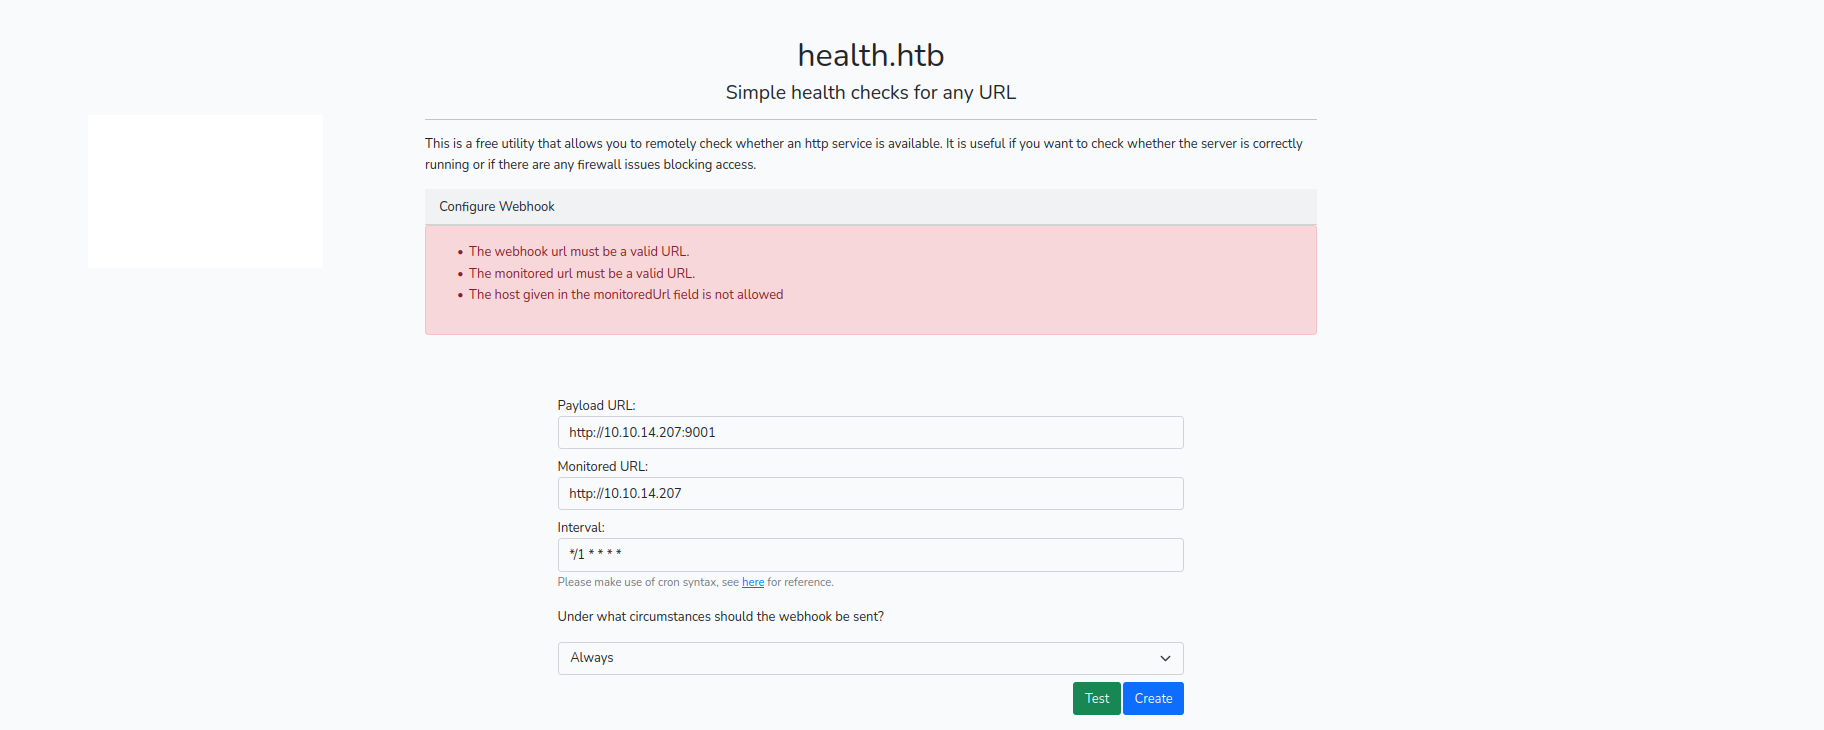 health.htb
Simple health checks for any URL
This is a free utility that allows you to remotely check whether an http service is available. It is useful if you want to check whether the server is correctly
running or if there are any firewall issues blocking access.
Configure Webhook
• The webhook url must be a valid URL.
• The monitored url must be a valid URL.
• The host given in the monitoredUrl field is not allowed
Payload URL:
http://10.10.14.207:9001
Monitored URL:
http://10.10.14.207
Interval:
*/1 * * * *
Please make use of cron syntax, see here for reference.
Under what circumstances should the webhook be sent?
Always
Test Create